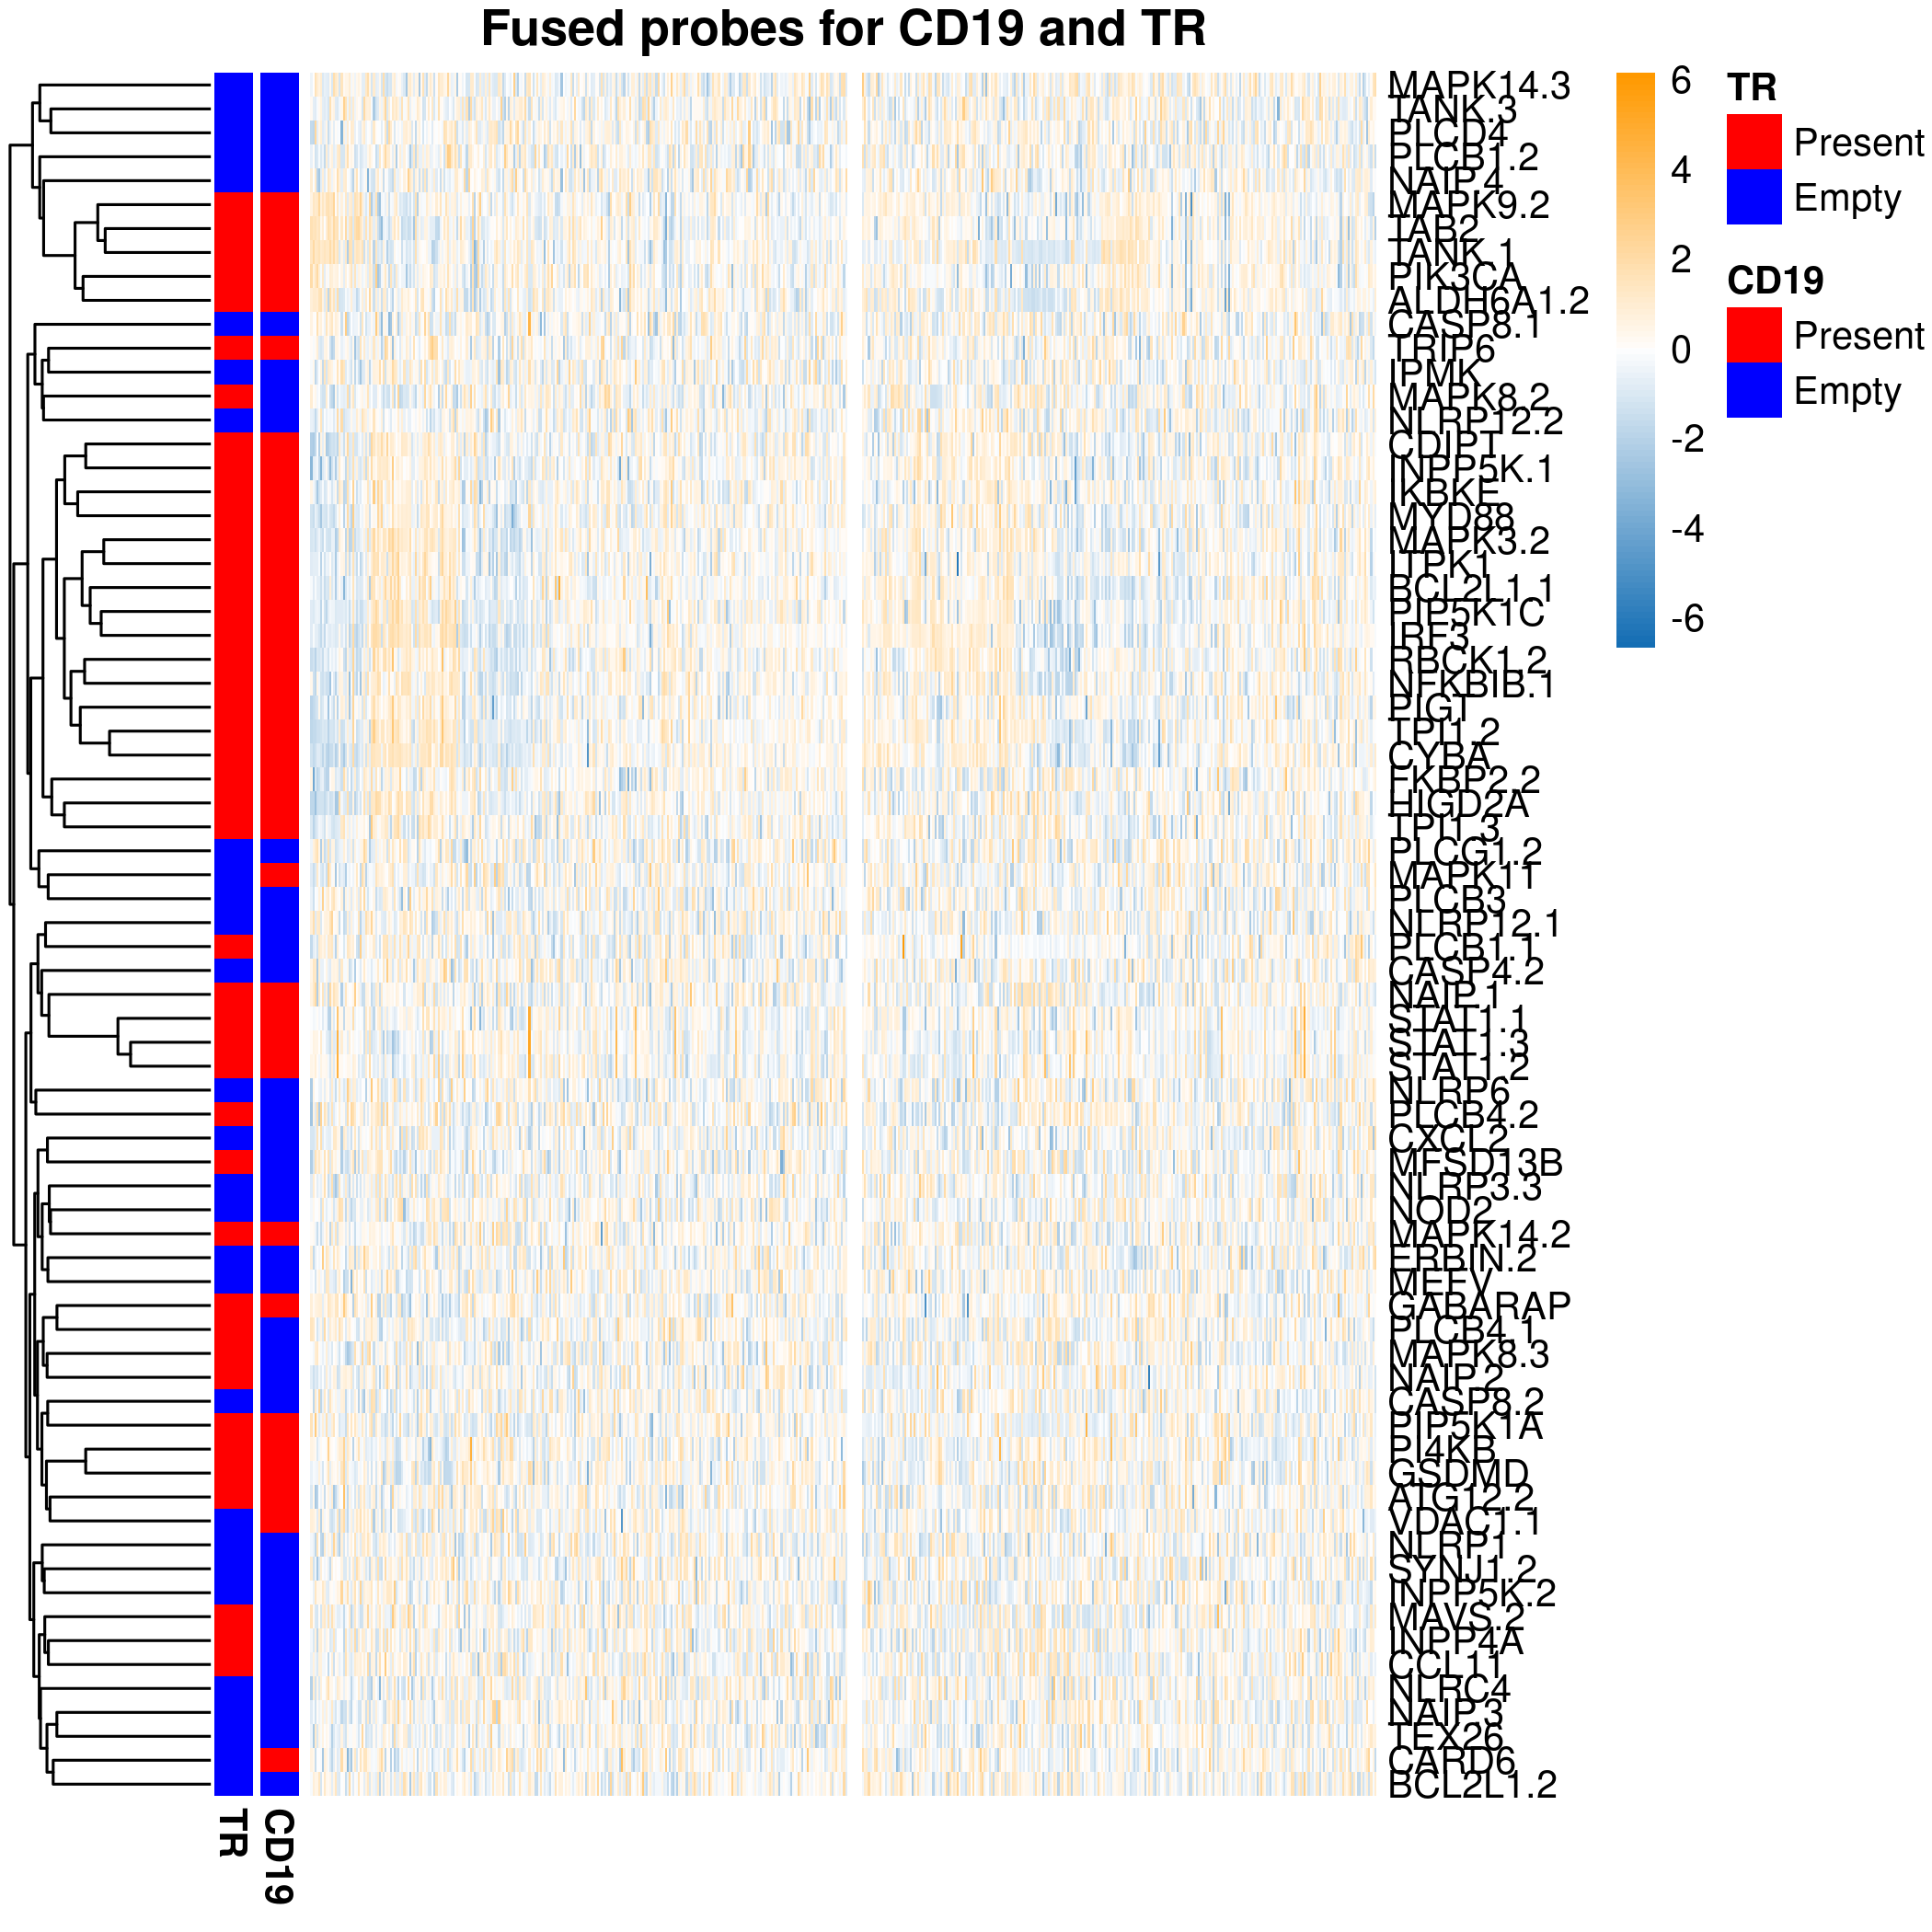 Fused probes for CD19 and TR
MAPK14.3
TANK.3
PLCD4
PLCB1.2
NAIP.4
MAPK9.2
TAB2
TANK.1
PIK3CA
ALDH6A1.2
CASP8.1
TRIP6
IPMK
MAPK8.2
NLRP12.2
CDIPT
INPP5K.1
IKBKE
MYD88
MAPK3.2
ITPK1
BCL2L1.1
PIP5K1C
IRF3
RBCK1.2
NFKBIB.1
PIGT
TPI1.2
CYBA
FKBP2.2
HIGD2A
TPI1.3
PLCG1.2
MAPK11
PLCB3
NLRP12.1
PLCB1.1
CASP4.2
NAIP.1
STAT1.1
STAT1.3
STAT1.2
NLRP6
PLCB4.2
CXCL2
MFSD13B
NLRP3.3
NOD2
MAPK14.2
ERBIN.2
MEFV
GABARAP
PLCB4.1
MAPK8.3
NAIP.2
CASP8.2
PIP5K1A
PI4KB
GSDMD
ATG12.2
VDAC1.1
NLRP1
SYNJ1.2
INPP5K.2
MAVS.2
INPP4A
CCL11
NLRC4
NAIP.3
TEX26
CARD6
BCL2L1.2
6
4
2
0
-2
-4
-6
TR
Present
Empty
CD19
Present
Empty
TR
CD19